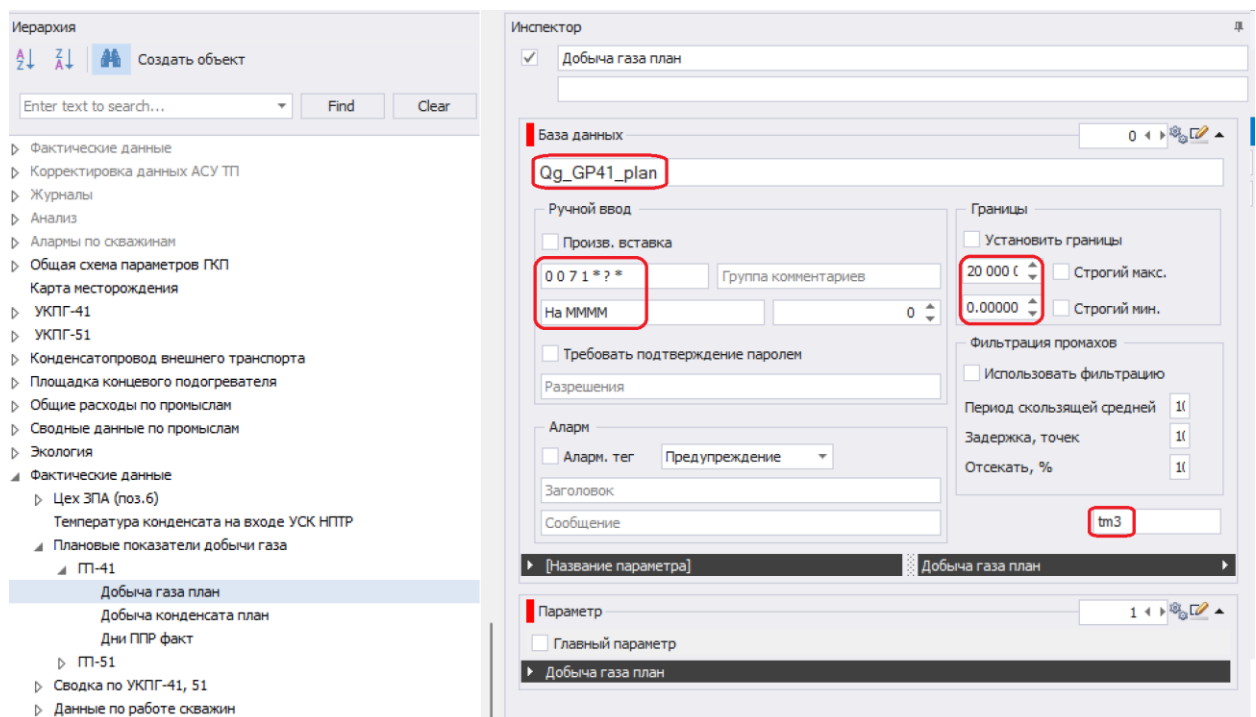 Иерархия
Создать объект
Enter text to search...
Find
Clear
Фактические данные
Корректировка данных АСУ ТП
Журналы
Анализ
Алармы по скважинам
Общая схема параметров ГКП
Карта месторождения
УКПГ-41
УКПГ-51
Конденсатопровод внешнего транспорта
Площадка концевого подогревателя
Общие расходы по промыслам
Сводные данные по промыслам
Экология
Фактические данные
Цех ЗПА (поз.6)
Температура конденсата на входе УСК НПТР
Плановые показатели добычи газа
ГП-41
Добыча газа план
Добыча конденсата план
Дни ППР факт
ГП-51
Сводка по УКПГ-41, 51
Данные по работе скважин
Инспектор
Добыча газа план
База данных
0
Qg_GP41_plan
Ручной ввод
Произв. вставка
0 0 7 1 * ? *
Группа комментариев
На MMMM
0
Требовать подтверждение паролем
Разрешения
Аларм
Аларм. тег
Предупреждение
Заголовок
Сообщение
Границы
Установить границы
20 000 0
Строгий макс.
0.00000
Строгий мин.
Фильтрация промахов
Использовать фильтрацию
Период скользящей средней
Задержка, точек
Отсекать, %
tm3
[Название параметра]
Добыча газа план
Параметр
1
Главный параметр
Добыча газа план